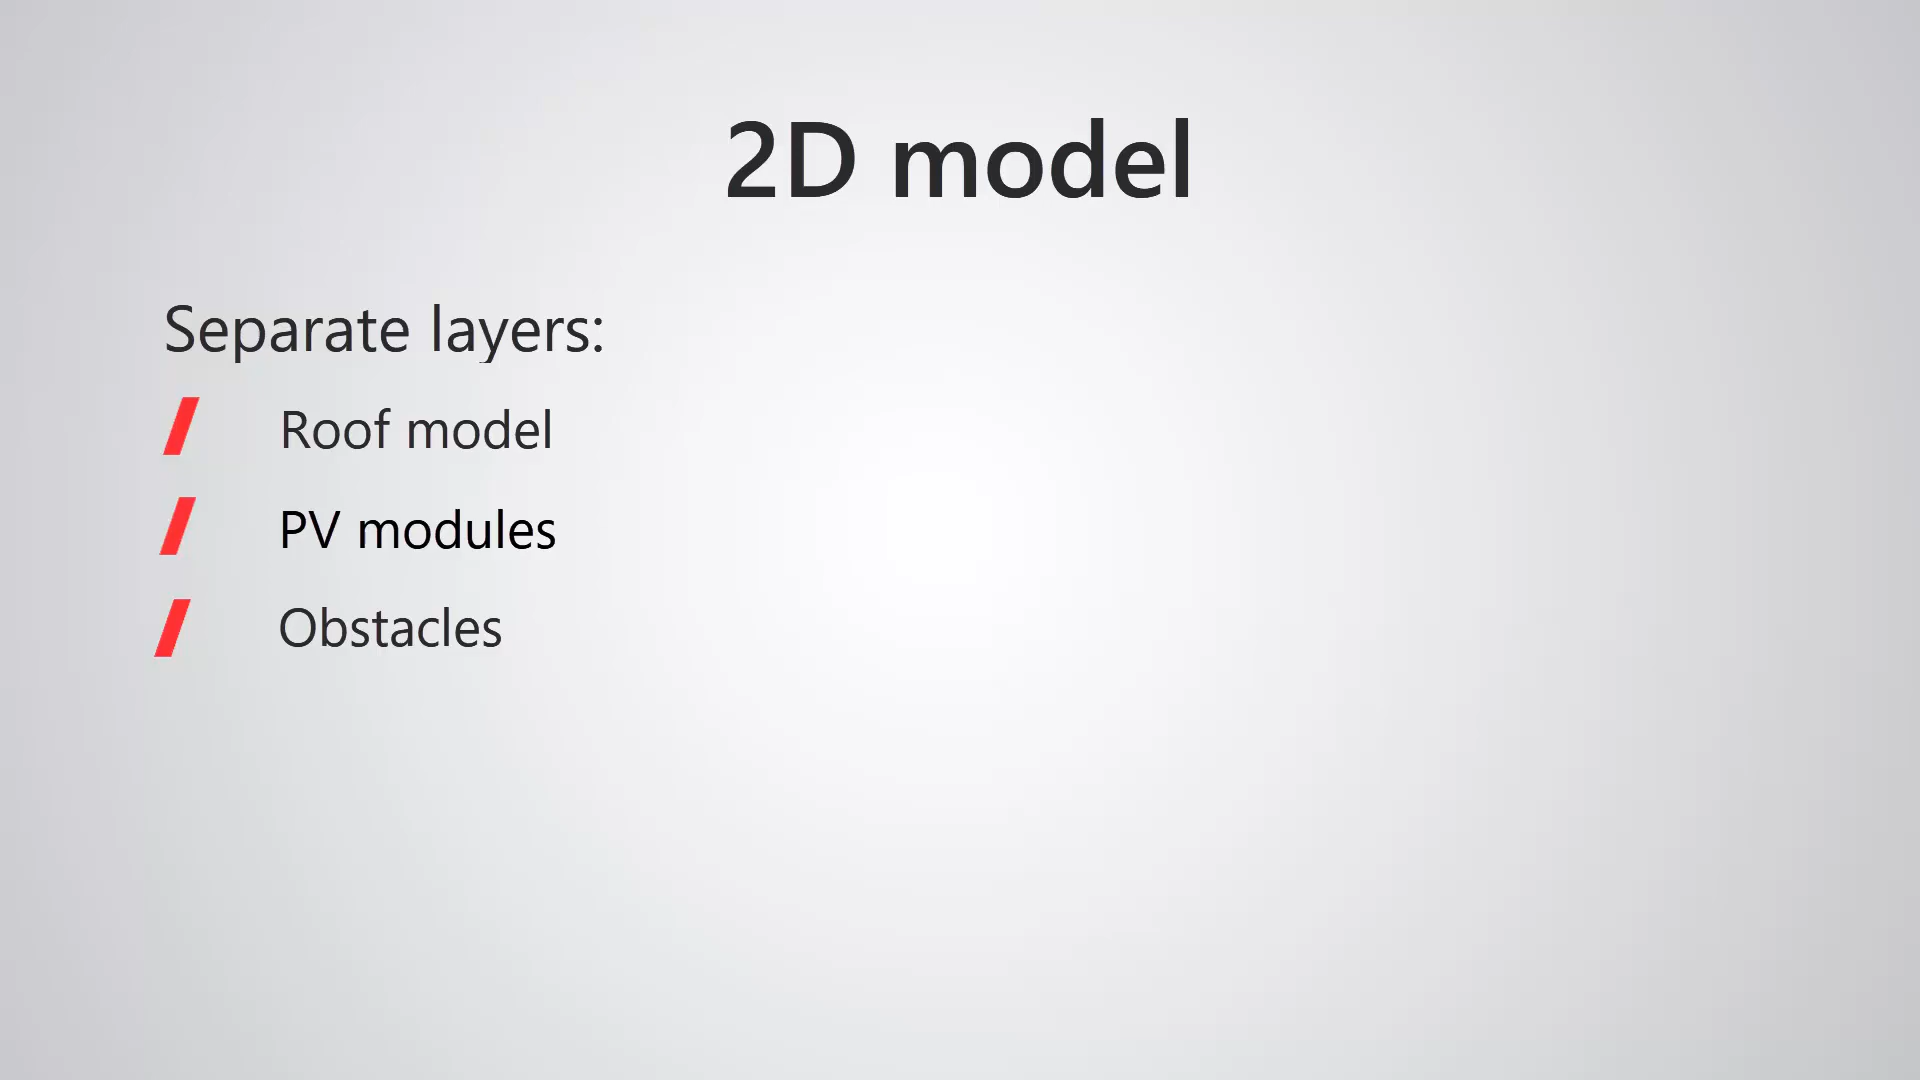 2D model
Separate layers:
Roof model
PV modules
Obstacles